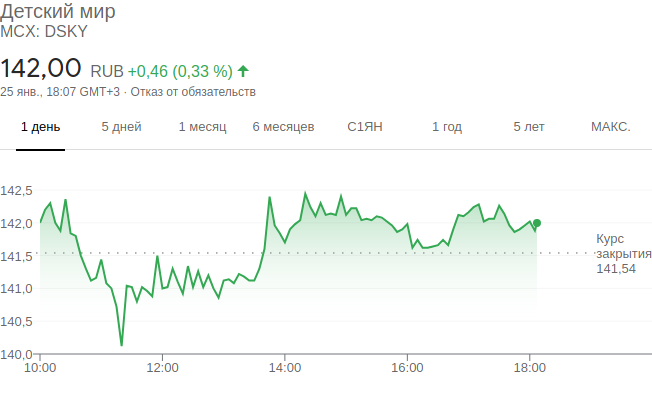 Детский мир
MCX: DSKY
142,00 RUB +0,46 (0,33 %)
25 янв., 18:07 GMT+3 · Отказ от обязательств
1 день 5 дней 1 месяц 6 месяцев С1ЯН 1 год 5 лет МАКС.
142,5
142,0
141,5
141,0
140,5
140,0
Курс
закрытия
141,54
10:00 12:00 14:00 16:00 18:00